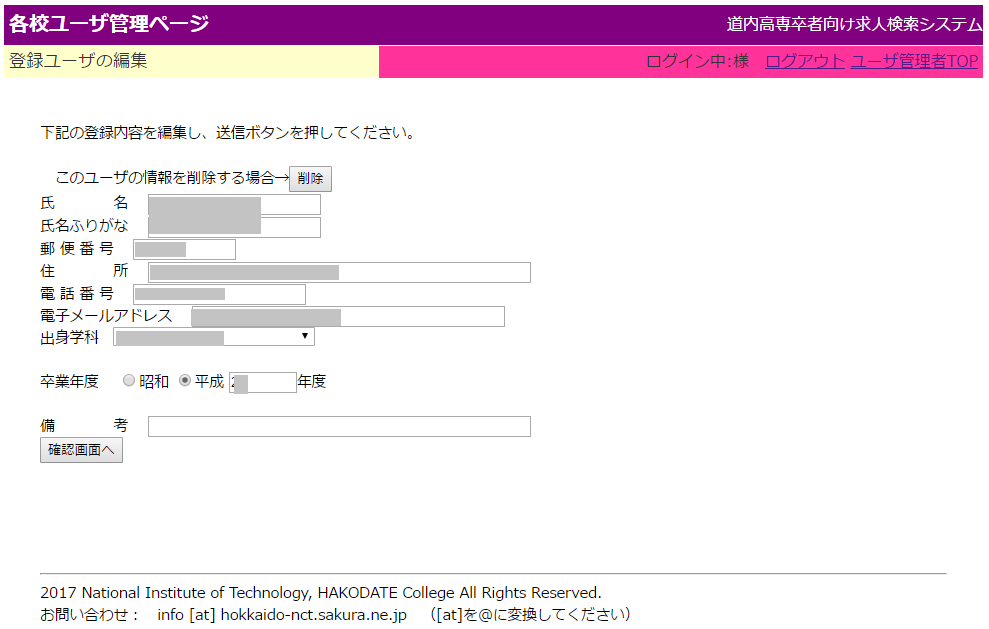 各校ユーザ管理ページ 道内高専卒者向け求人検索システム
登録ユーザの編集 ログイン中:様 ログアウト ユーザ管理者TOP
下記の登録内容を編集し、送信ボタンを押してください。
このユーザの情報を削除する場合→ 削除
氏 名
氏名ふりがな
郵 便 番 号
住 所
電 話 番 号
電子メールアドレス
出身学科
卒業年度 昭和 平成 年度
備 考
確認画面へ
2017 National Institute of Technology, HAKODATE College All Rights Reserved.
お問い合わせ： info [at] hokkaido-nct.sakura.ne.jp （[at]を@に変換してください）